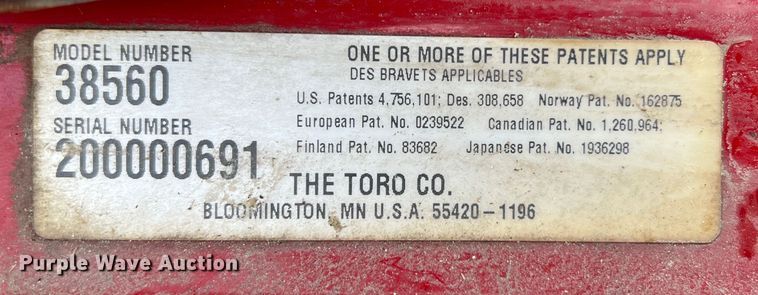 MODEL NUMBER
38560
SERIAL NUMBER
200000691
ONE OR MORE OF THESE PATENTS APPLY
DES BRAVETS APPLICABLES
U.S. Patents 4,756,101; Des. 308,658 Norway Pat. No. 162875
European Pat. No. 0239522 Canadian Pat. No. 1,260,964;
Finland Pat. No. 83682 Japanese Pat. No. 1936298
THE TORO CO.
BLOOMINGTON, MN U.S.A. 55420-1196
Purple Wave Auction